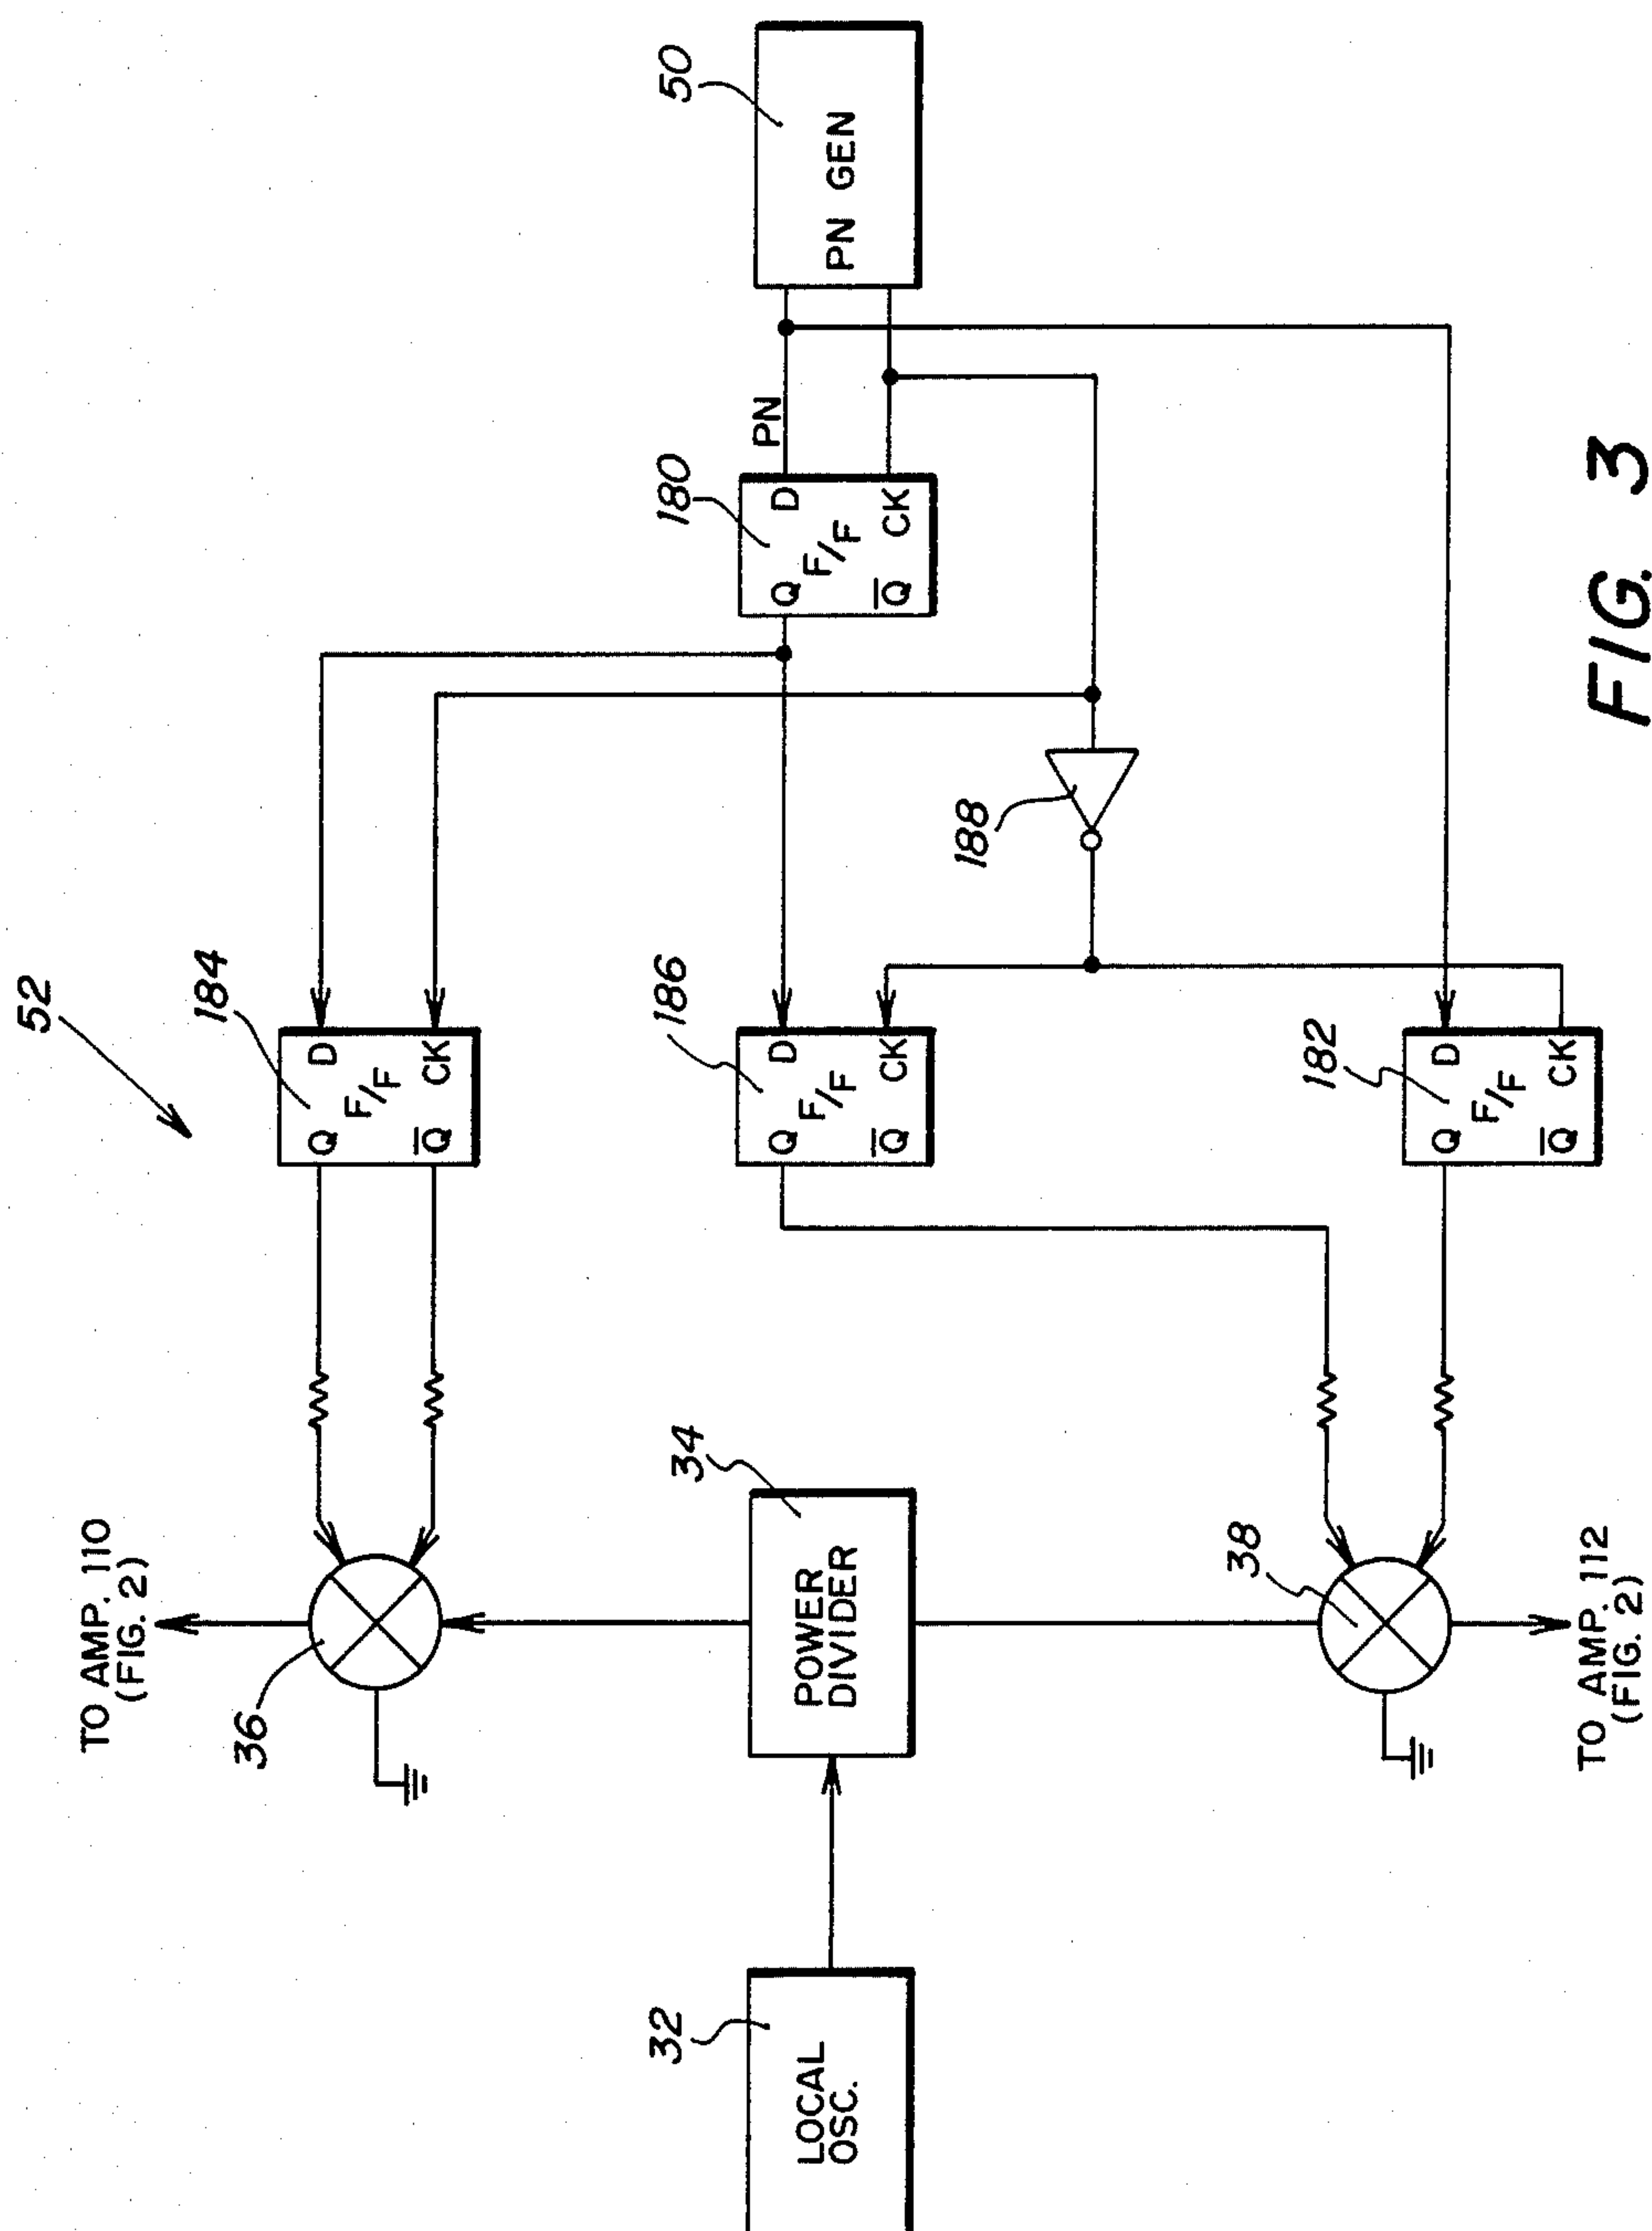 52
TO AMP. 110
(FIG. 2)
36
184
Q D
F/F
Q̄ CK
32
LOCAL
OSC.
34
POWER
DIVIDER
186
Q D
F/F
Q̄ CK
180
Q D
F/F
Q̄ CK
PN
50
PN GEN
188
38
182
Q D
F/F
Q̄ CK
TO AMP. 112
(FIG. 2)
FIG. 3